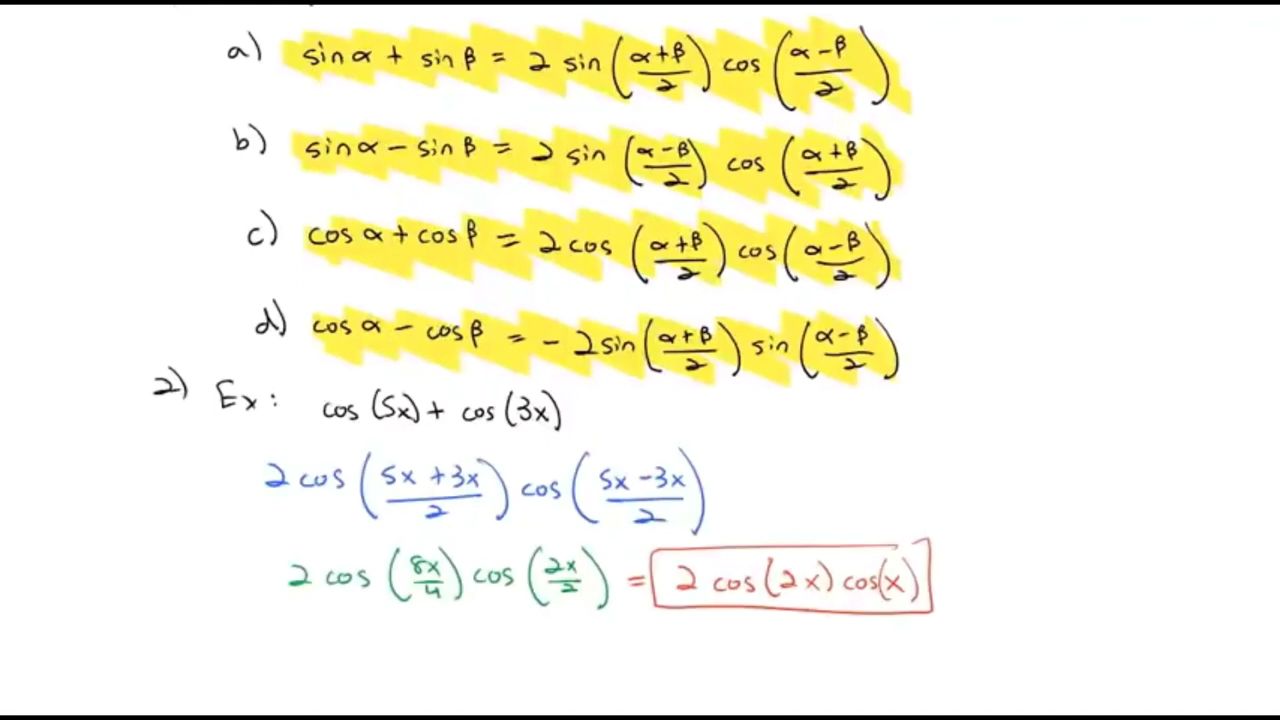 a) sin α + sin β = 2 sin ((α+β)/2) cos ((α-β)/2)
b) sin α - sin β = 2 sin ((α-β)/2) cos ((α+β)/2)
c) cos α + cos β = 2 cos ((α+β)/2) cos ((α-β)/2)
d) cos α - cos β = - 2 sin ((α+β)/2) sin ((α-β)/2)
2) Ex: cos (5x) + cos (3x)
2 cos ((5x + 3x)/2) cos ((5x - 3x)/2)
2 cos (8x/4) cos (2x/2) = 2 cos (2x) cos(x)